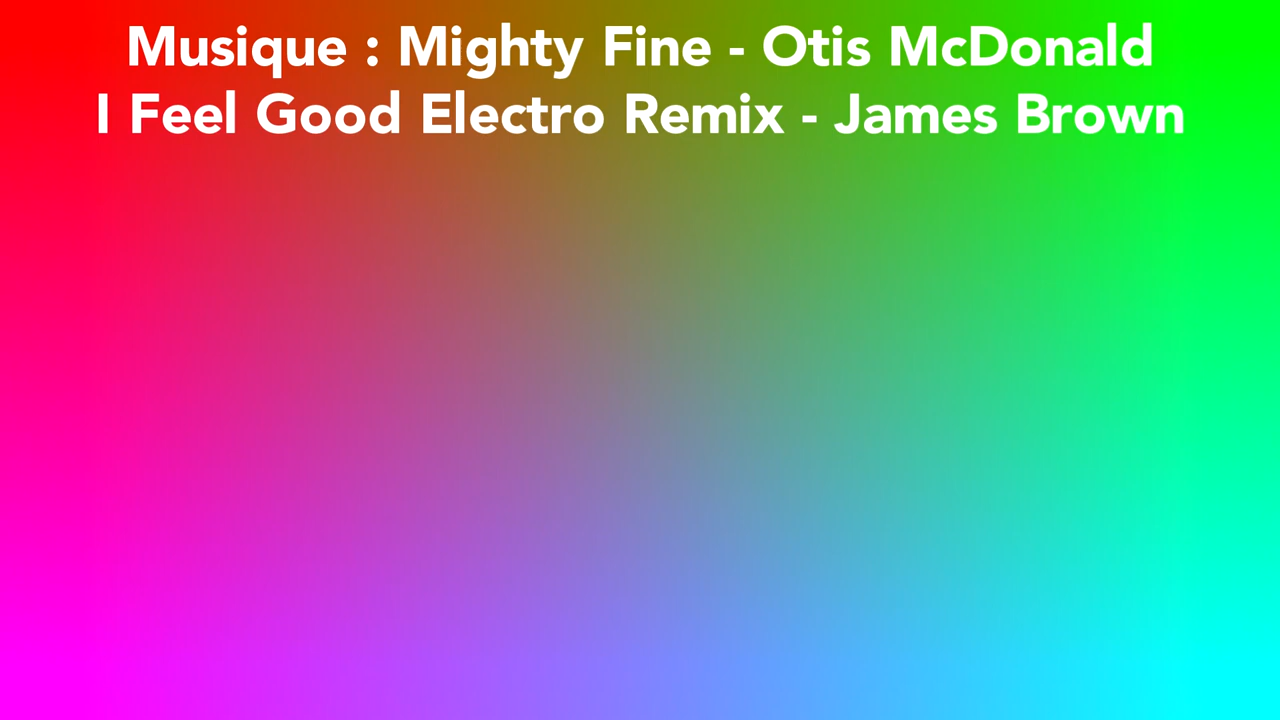 Musique : Mighty Fine - Otis McDonald
I Feel Good Electro Remix - James Brown